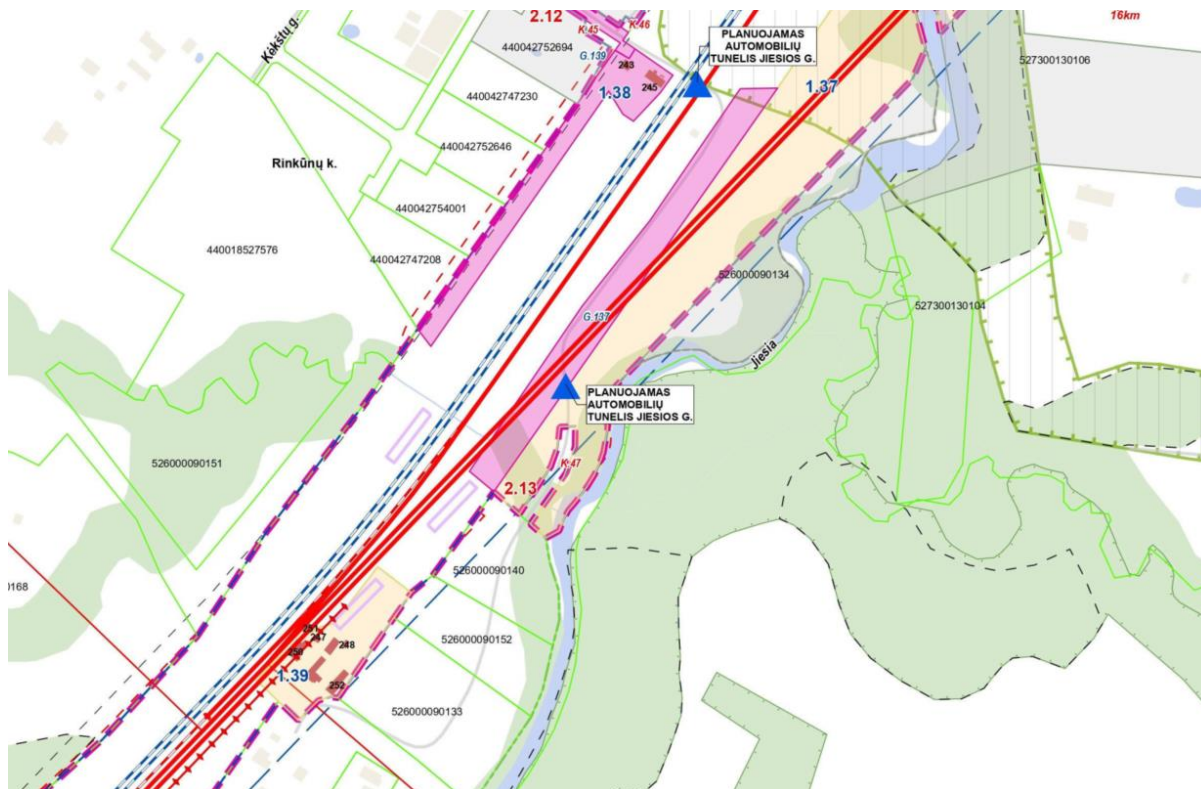 2.12
K.45
K.46
16km
Kėkštų g.
440042752694
G.139
243
245
PLANUOJAMAS
AUTOMOBILIŲ
TUNELIS JIESIOS G.
527300130106
1.38
1.37
440042747230
440042752646
Rinkūnų k.
440042754001
440018527576
440042747208
526000090134
527300130104
G.137
Jiesia
PLANUOJAMAS
AUTOMOBILIŲ
TUNELIS JIESIOS G.
526000090151
K.47
2.13
526000090140
0168
251
247
248
250
526000090152
1.39
252
526000090133